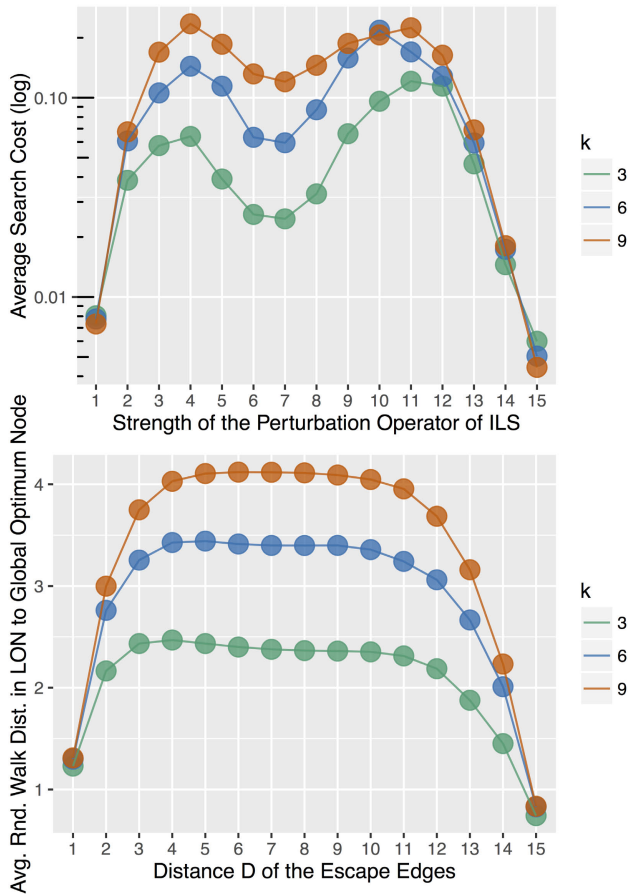 Average Search Cost (log)
0.10
0.01
1 2 3 4 5 6 7 8 9 10 11 12 13 14 15
Strength of the Perturbation Operator of ILS
k
3
6
9
Avg. Rnd. Walk Dist. in LON to Global Optimum Node
4
3
2
1
1 2 3 4 5 6 7 8 9 10 11 12 13 14 15
Distance D of the Escape Edges
k
3
6
9